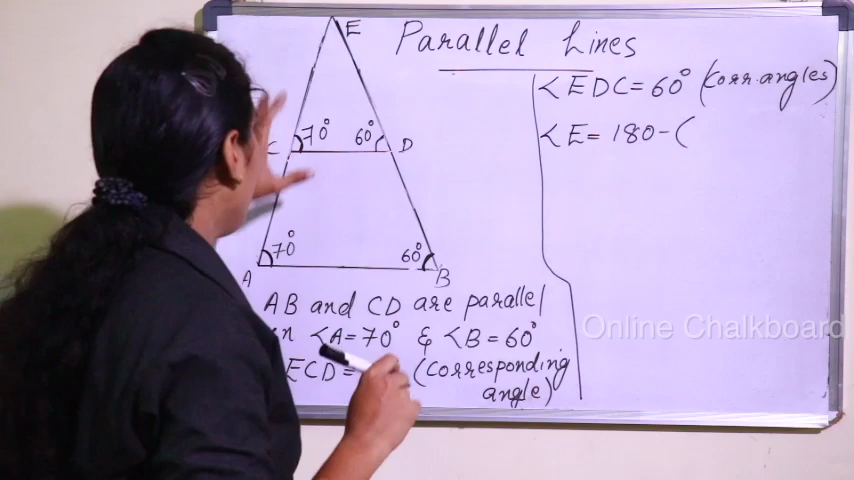 Parallel Lines
E
C 70° 60° D
70° 60°
A B
AB and CD are parallel
∠A=70° & ∠B=60°
ECD= (corresponding
angle)
∠EDC=60° (corr.angles)
∠E= 180-(
Online Chalkboard